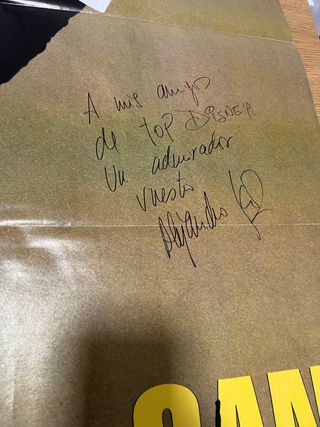 A mis amigos
de top DISNEY
Un admirador
vuestro
Alejandro